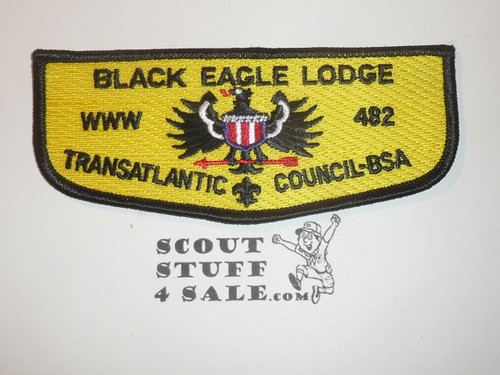 BLACK EAGLE LODGE
WWW 482
TRANSATLANTIC COUNCIL-BSA
SCOUT
STUFF
4 SALE.COM